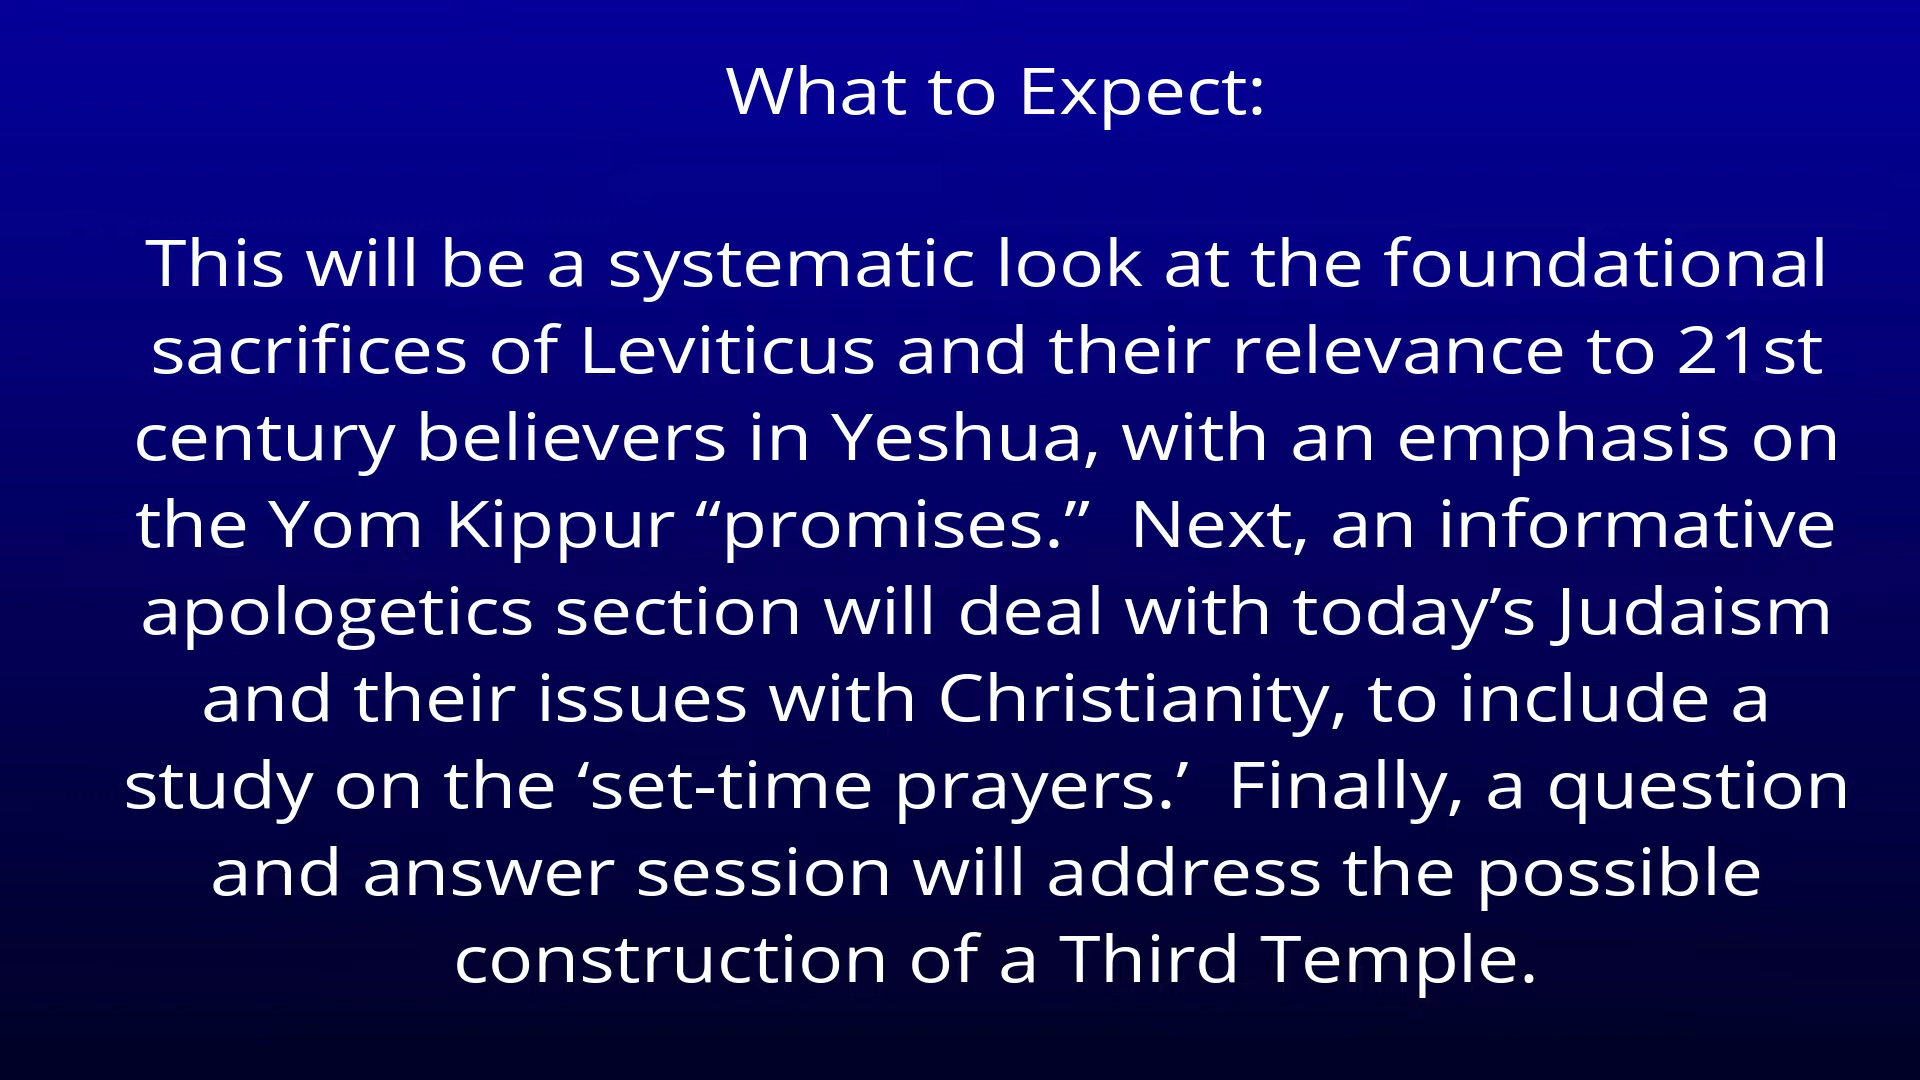 What to Expect:
This will be a systematic look at the foundational
sacrifices of Leviticus and their relevance to 21st
century believers in Yeshua, with an emphasis on
the Yom Kippur “promises.”  Next, an informative
apologetics section will deal with today’s Judaism
and their issues with Christianity, to include a
study on the ‘set-time prayers.’  Finally, a question
and answer session will address the possible
construction of a Third Temple.